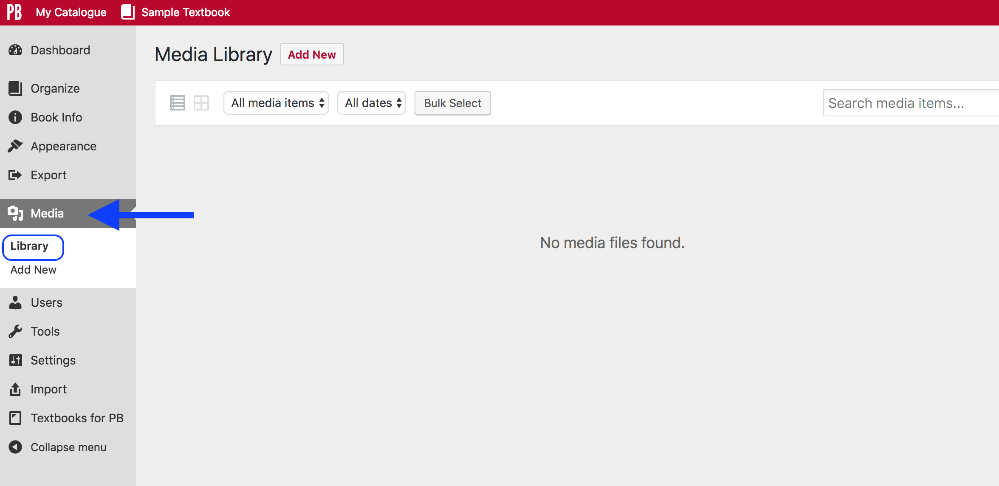 PB My Catalogue Sample Textbook
Dashboard
Organize
Book Info
Appearance
Export
Media
Library
Add New
Users
Tools
Settings
Import
Textbooks for PB
Collapse menu
Media Library Add New
All media items All dates Bulk Select Search media items...
No media files found.